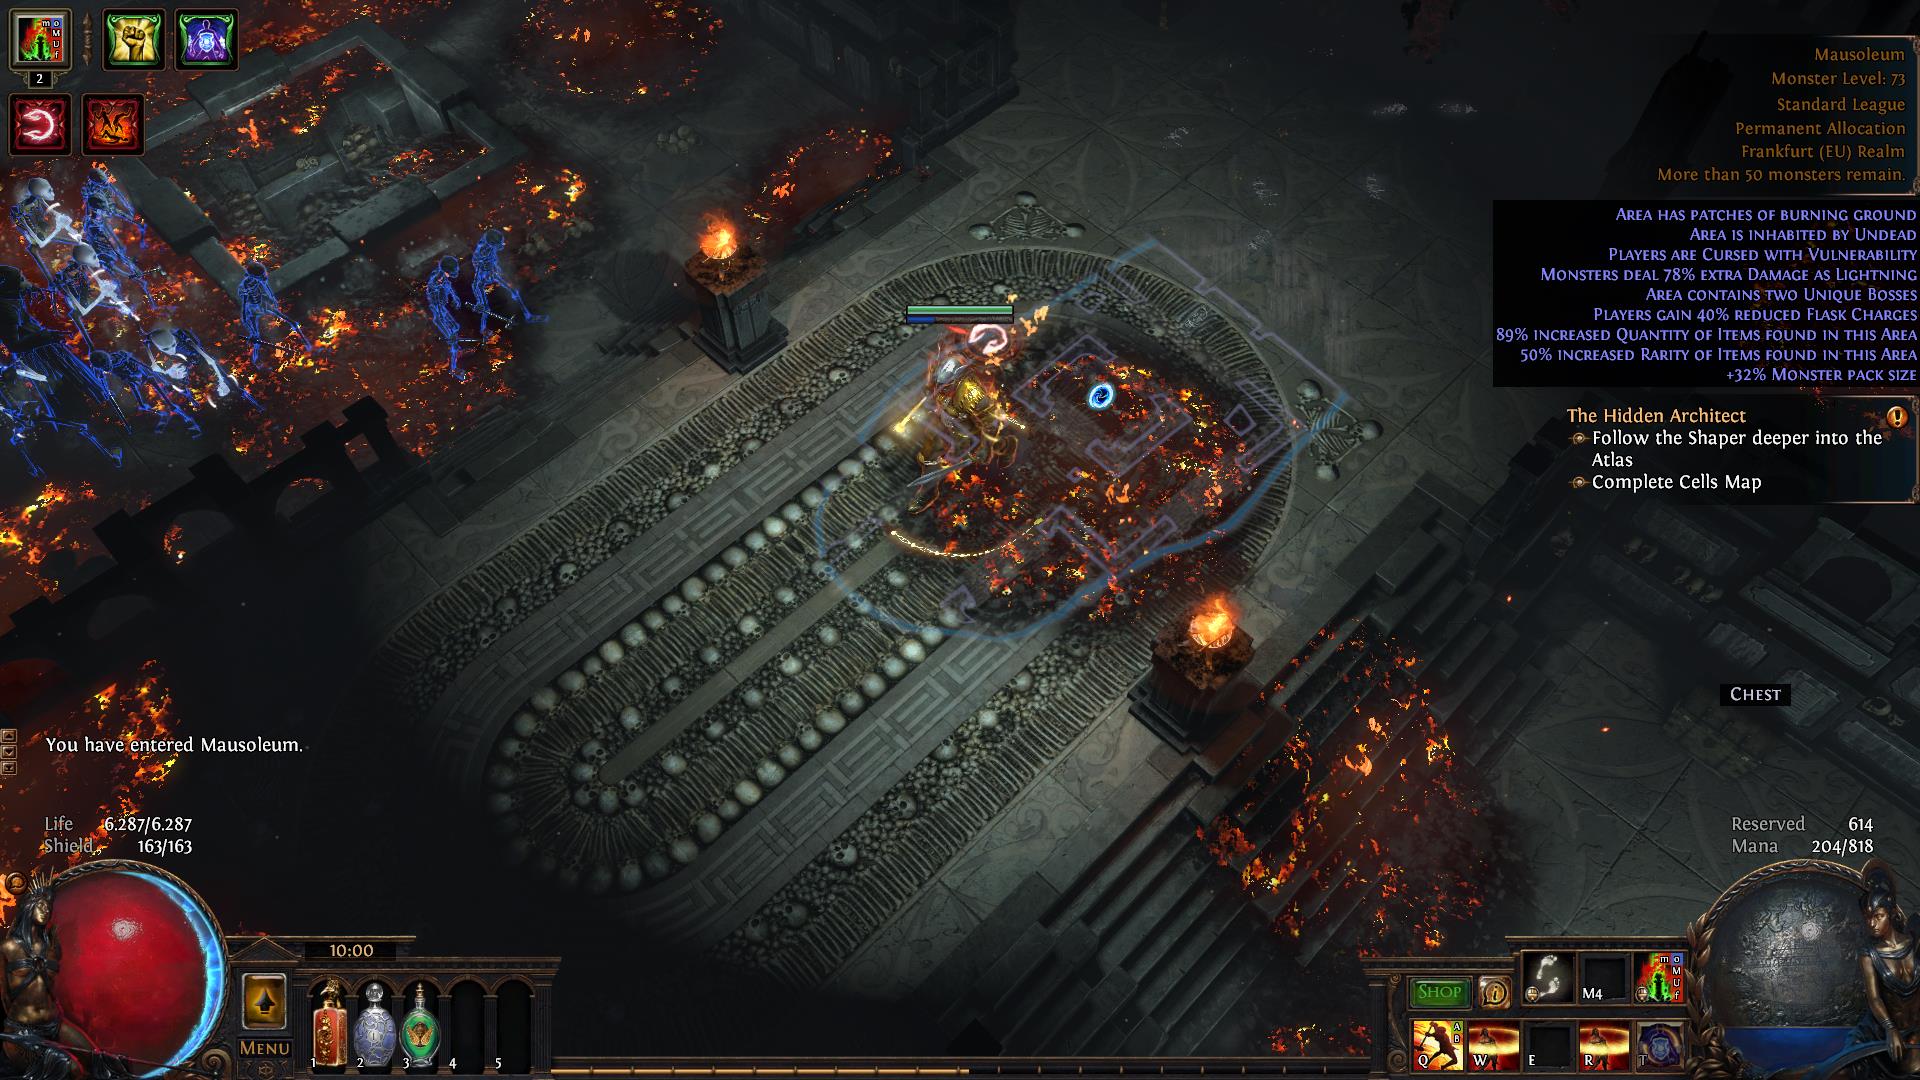 2
Mausoleum
Monster Level: 73
Standard League
Permanent Allocation
Frankfurt (EU) Realm
More than 50 monsters remain.
Area has patches of burning ground
Area is inhabited by Undead
Players are Cursed with Vulnerability
Monsters deal 78% extra Damage as Lightning
Area contains two Unique Bosses
Players gain 40% reduced Flask Charges
89% increased Quantity of Items found in this Area
50% increased Rarity of Items found in this Area
+32% Monster pack size
The Hidden Architect
Follow the Shaper deeper into the
Atlas
Complete Cells Map
Chest
You have entered Mausoleum.
Life 6.287/6.287
Shield 163/163
Reserved 614
Mana 204/818
10:00
Menu
1 2 3 4 5
Shop
M4
Q W E R T